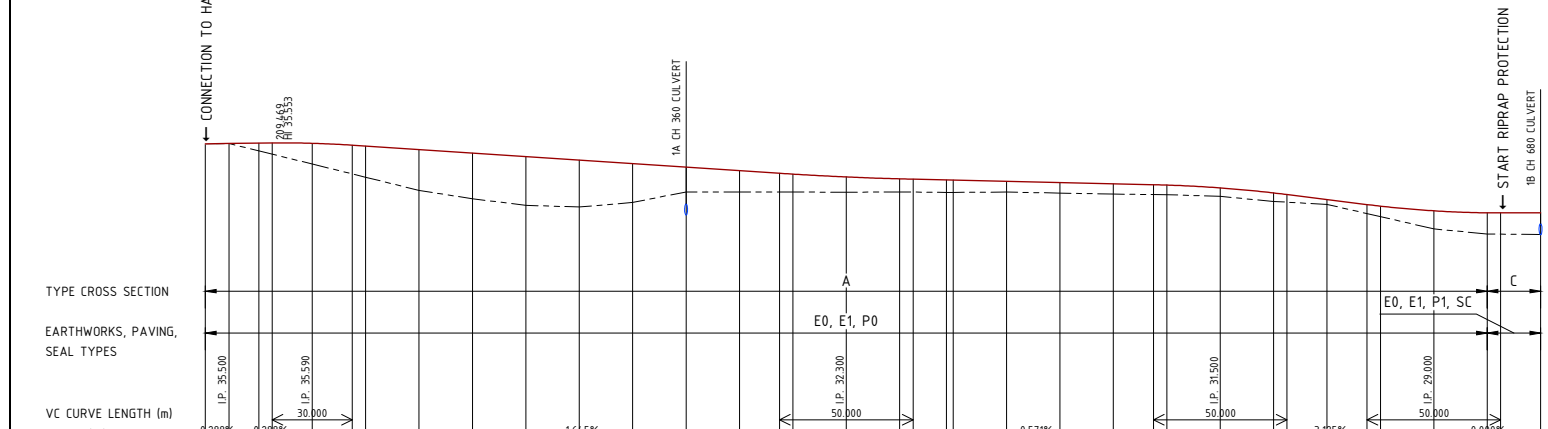 CONNECTION TO HA
209.469
HI 35.553
1A CH 360 CULVERT
START RIPRAP PROTECTION
1B CH 680 CULVERT
TYPE CROSS SECTION
A
C
EARTHWORKS, PAVING,
SEAL TYPES
E0, E1, P0
E0, E1, P1, SC
I.P. 35.500
I.P. 35.590
I.P. 32.300
I.P. 31.500
I.P. 29.000
VC CURVE LENGTH (m)
30.000
50.000
50.000
50.000